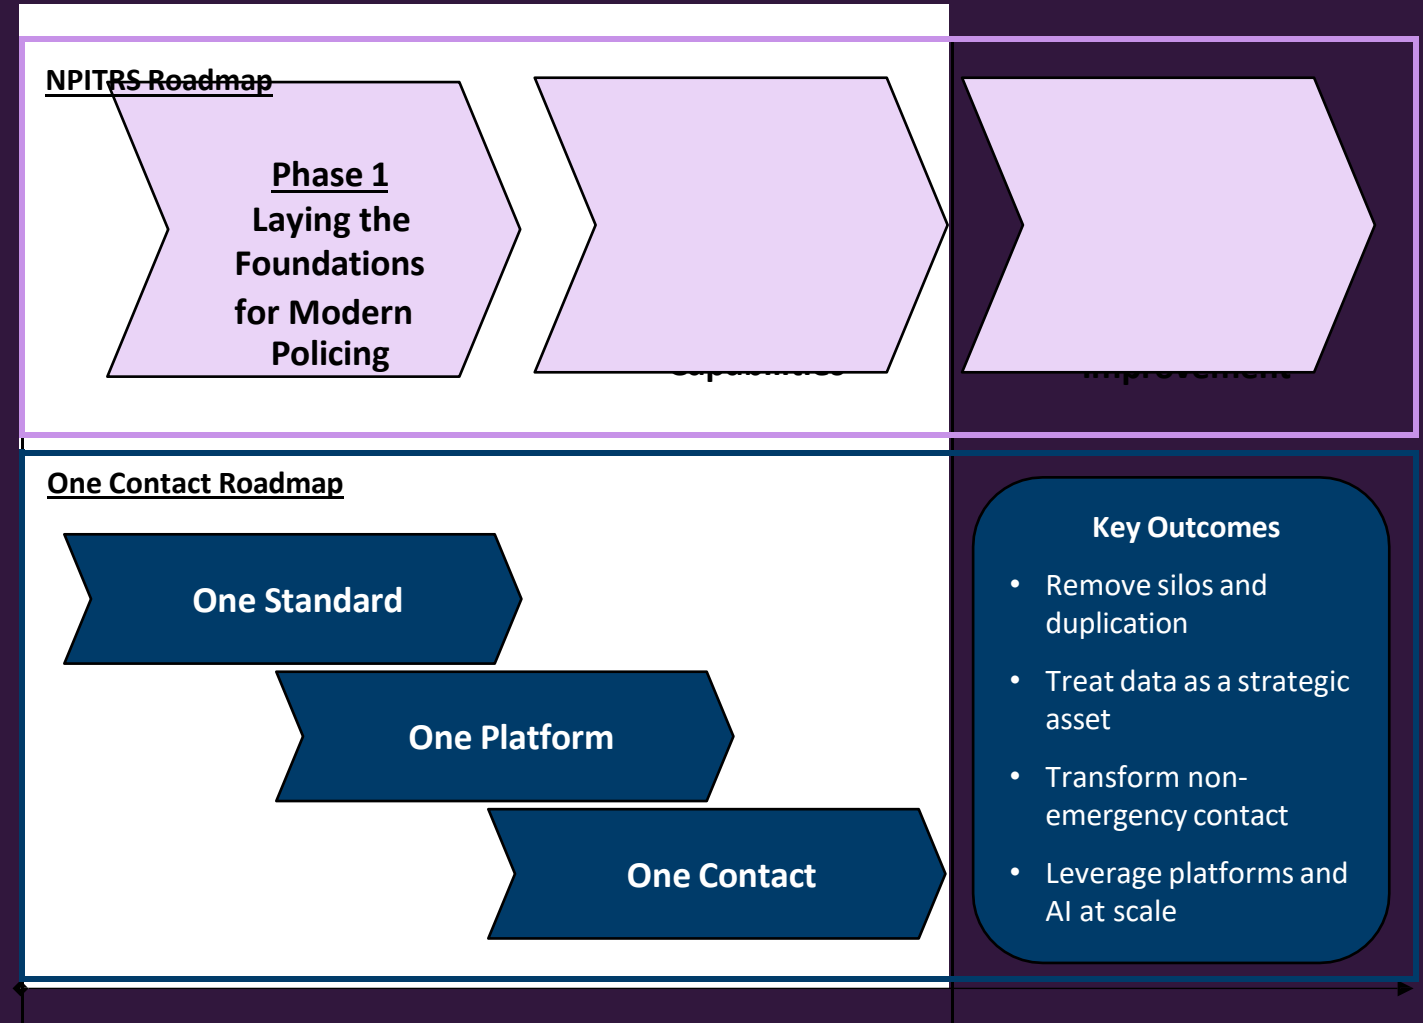 NPITRS Roadmap
Phase 1
Laying the
Foundations
for Modern
Policing
Capabilities
Improvement
One Contact Roadmap
One Standard
One Platform
One Contact
Key Outcomes
• Remove silos and
duplication
• Treat data as a strategic
asset
• Transform non-
emergency contact
• Leverage platforms and
AI at scale